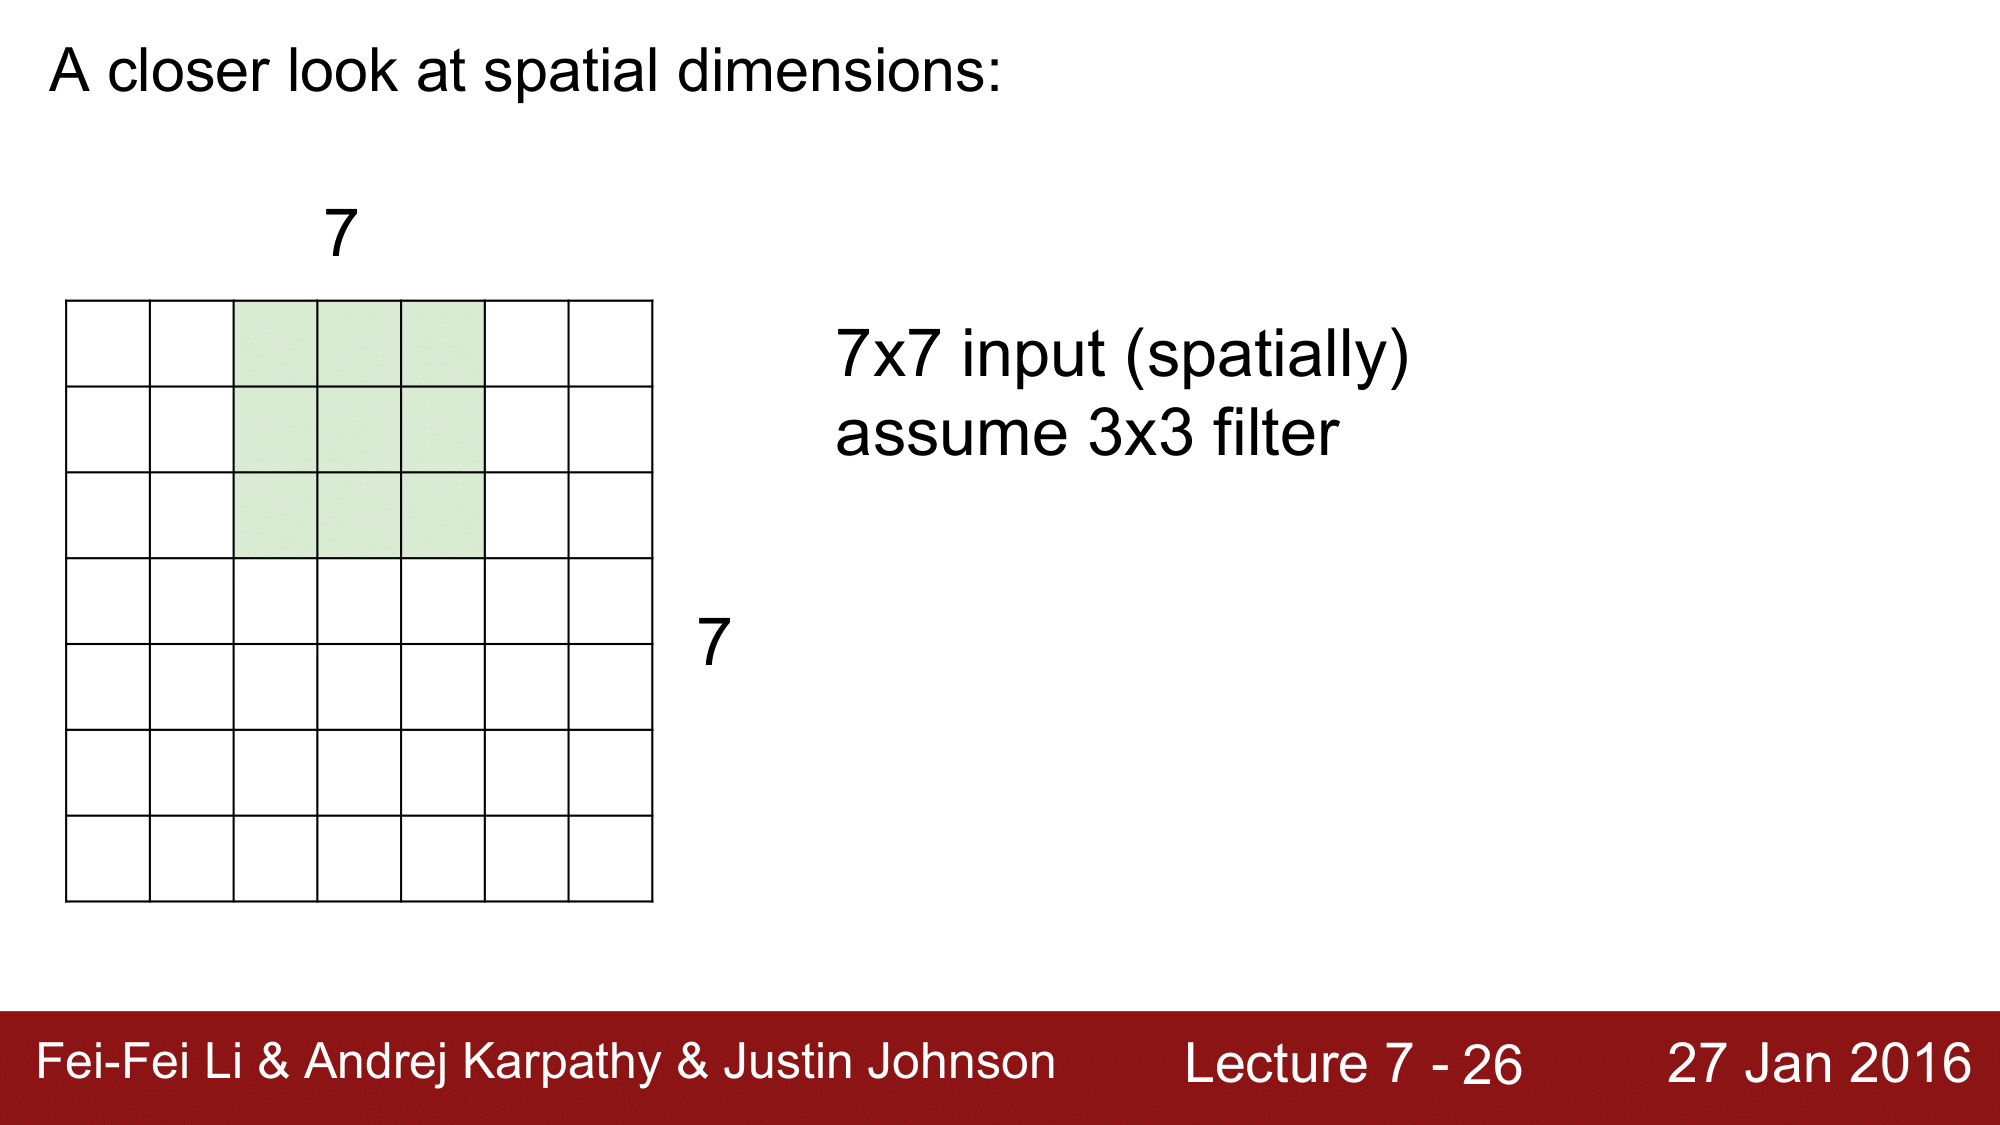 A closer look at spatial dimensions:
7
7x7 input (spatially)
assume 3x3 filter
7
Fei-Fei Li & Andrej Karpathy & Justin Johnson
Lecture 7 - 26
27 Jan 2016